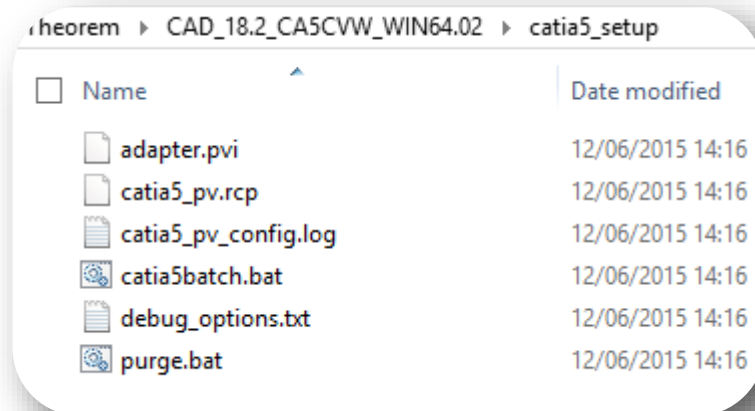 Theorem CAD_18.2_CA5CVW_WIN64.02 catia5_setup
Name Date modified
adapter.pvi 12/06/2015 14:16
catia5_pv.rcp 12/06/2015 14:16
catia5_pv_config.log 12/06/2015 14:16
catia5batch.bat 12/06/2015 14:16
debug_options.txt 12/06/2015 14:16
purge.bat 12/06/2015 14:16